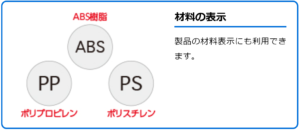 ABS樹脂
ABS
PP
PS
ポリプロピレン
ポリスチレン
材料の表示
製品の材料表示にも利用でき
ます。